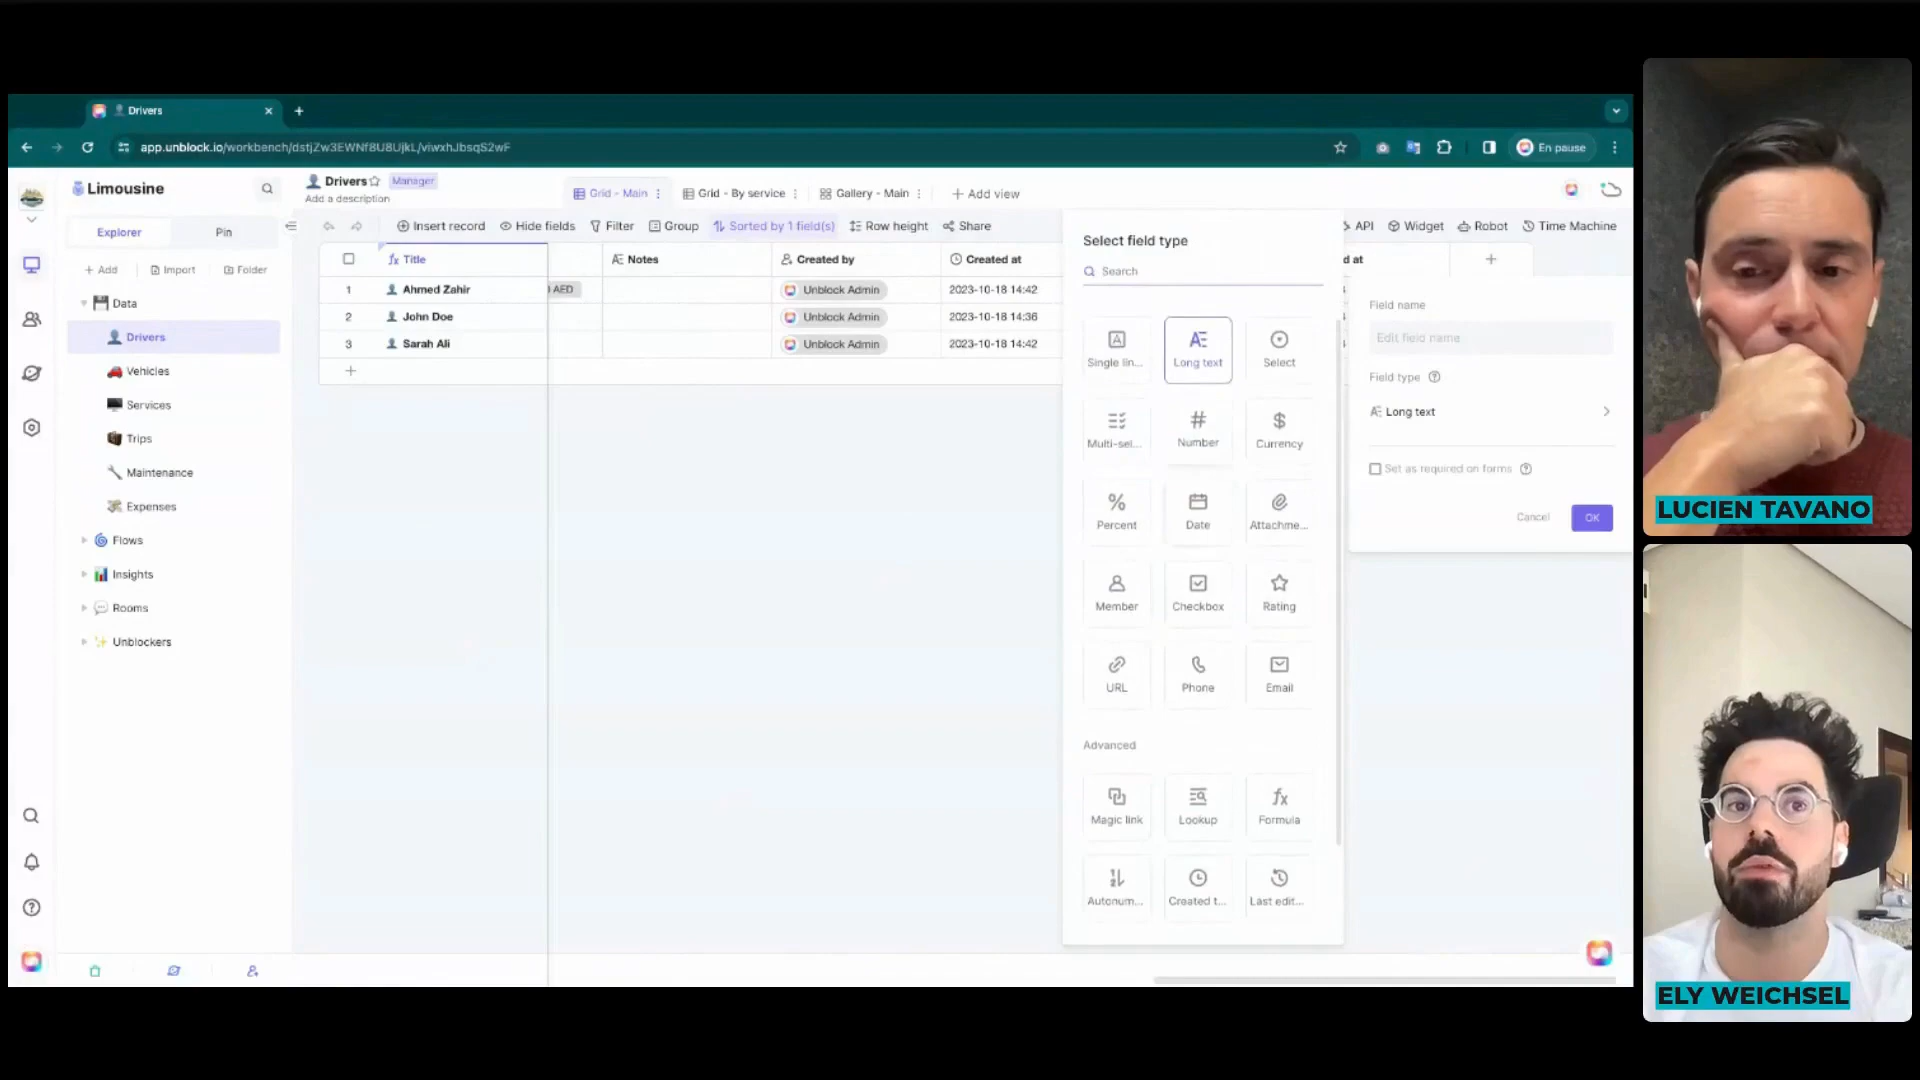 Drivers
app.unblock.io/workbench/dstjZw3EWNf8U8UjkL/viwxhJbsqS2wF
En pause
Limousine
Explorer
Pin
Add
Import
Folder
Data
Drivers
Vehicles
Services
Trips
Maintenance
Expenses
Flows
Insights
Rooms
Unblockers
Drivers
Manager
Add a description
Grid - Main
Grid - By service
Gallery - Main
Add view
Insert record
Hide fields
Filter
Group
Sorted by 1 field(s)
Row height
Share
API
Widget
Robot
Time Machine
Title
Notes
Created by
Created at
1 Ahmed Zahir AED Unblock Admin 2023-10-18 14:42
2 John Doe Unblock Admin 2023-10-18 14:36
3 Sarah Ali Unblock Admin 2023-10-18 14:42
Select field type
Search
Single lin...
Long text
Select
Multi-sel...
Number
Currency
Percent
Date
Attachme...
Member
Checkbox
Rating
URL
Phone
Email
Advanced
Magic link
Lookup
Formula
Autonum...
Created t...
Last edit...
d at
Field name
Edit field name
Field type
Long text
Set as required on forms
Cancel
OK
LUCIEN TAVANO
ELY WEICHSEL